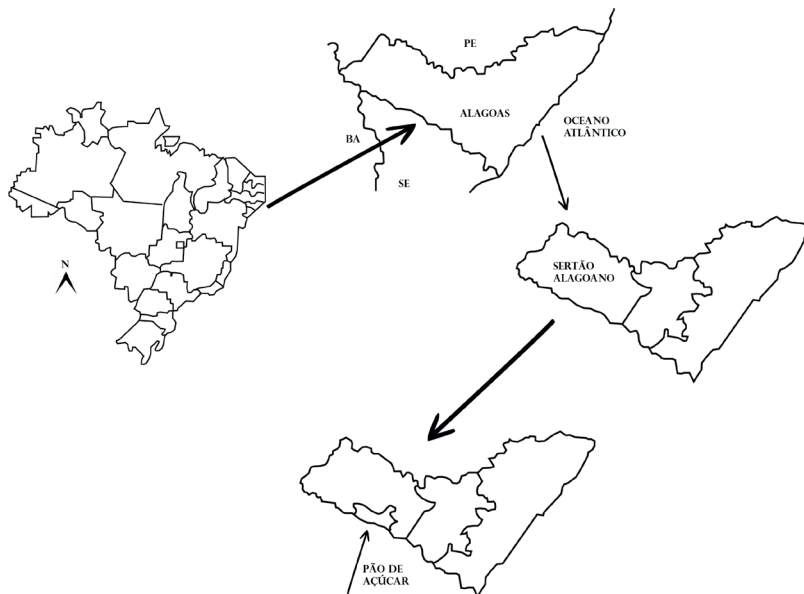 PE
ALAGOAS
OCEANO
ATLÂNTICO
BA
SE
N
SERTÃO
ALAGOANO
PÃO DE
AÇÚCAR